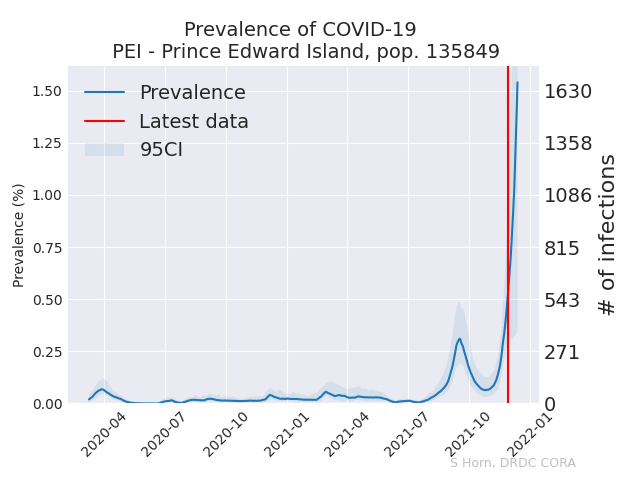 Prevalence of COVID-19
PEI - Prince Edward Island, pop. 135849
Prevalence
Latest data
95CI
Prevalence (%)
1.50
1.25
1.00
0.75
0.50
0.25
0.00
1630
1358
1086
815
543
271
0
# of infections
2020-04
2020-07
2020-10
2021-01
2021-04
2021-07
2021-10
2022-01
S Horn, DRDC CORA